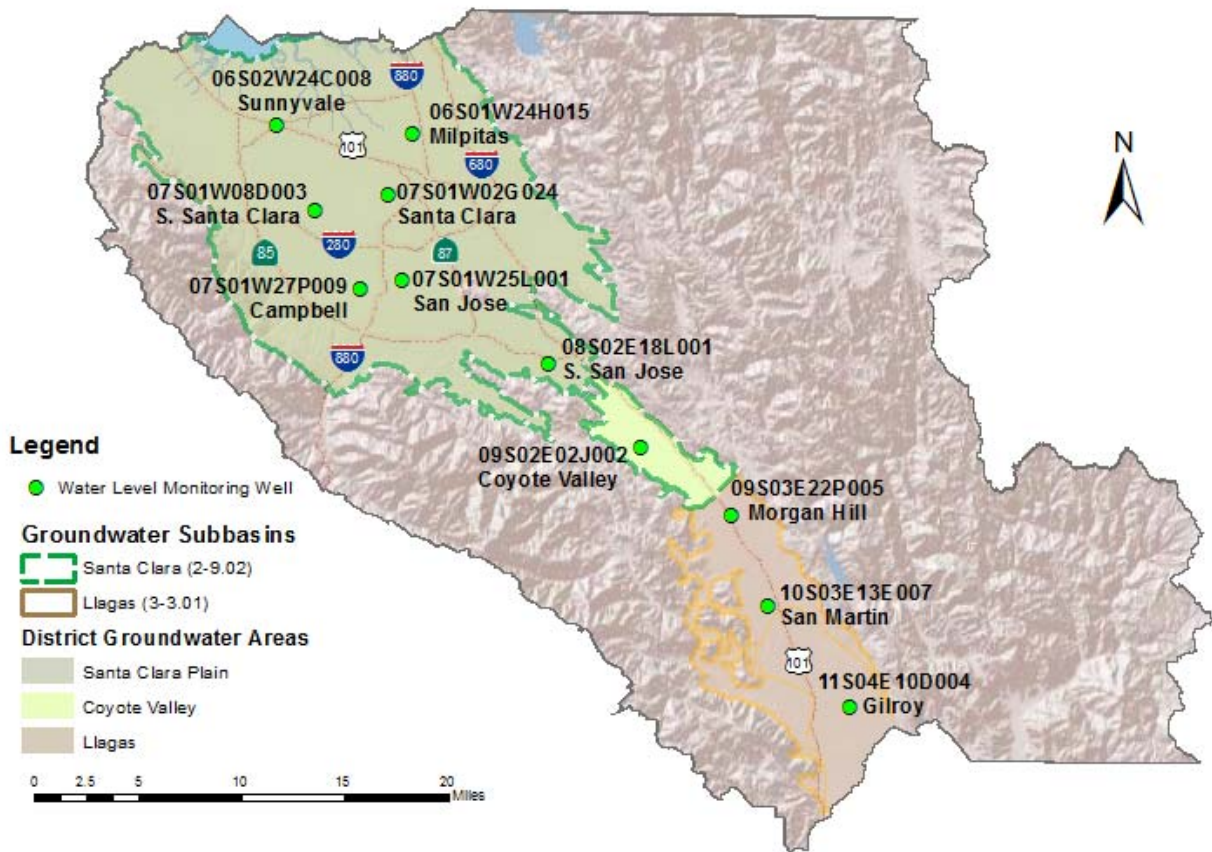 06S02W24C008
Sunnyvale
880
06S01W24H015
Milpitas
101
680
07S01W08D003
S. Santa Clara
07S01W02G024
Santa Clara
85
280
87
07S01W27P009
Campbell
07S01W25L001
San Jose
880
08S02E18L001
S. San Jose
09S02E02J002
Coyote Valley
09S03E22P005
Morgan Hill
10S03E13E007
San Martin
101
11S04E10D004
Gilroy
N
Legend
Water Level Monitoring Well
Groundwater Subbasins
Santa Clara (2-9.02)
Llagas (3-3.01)
District Groundwater Areas
Santa Clara Plain
Coyote Valley
Llagas
0 2.5 5 10 15 20
Miles